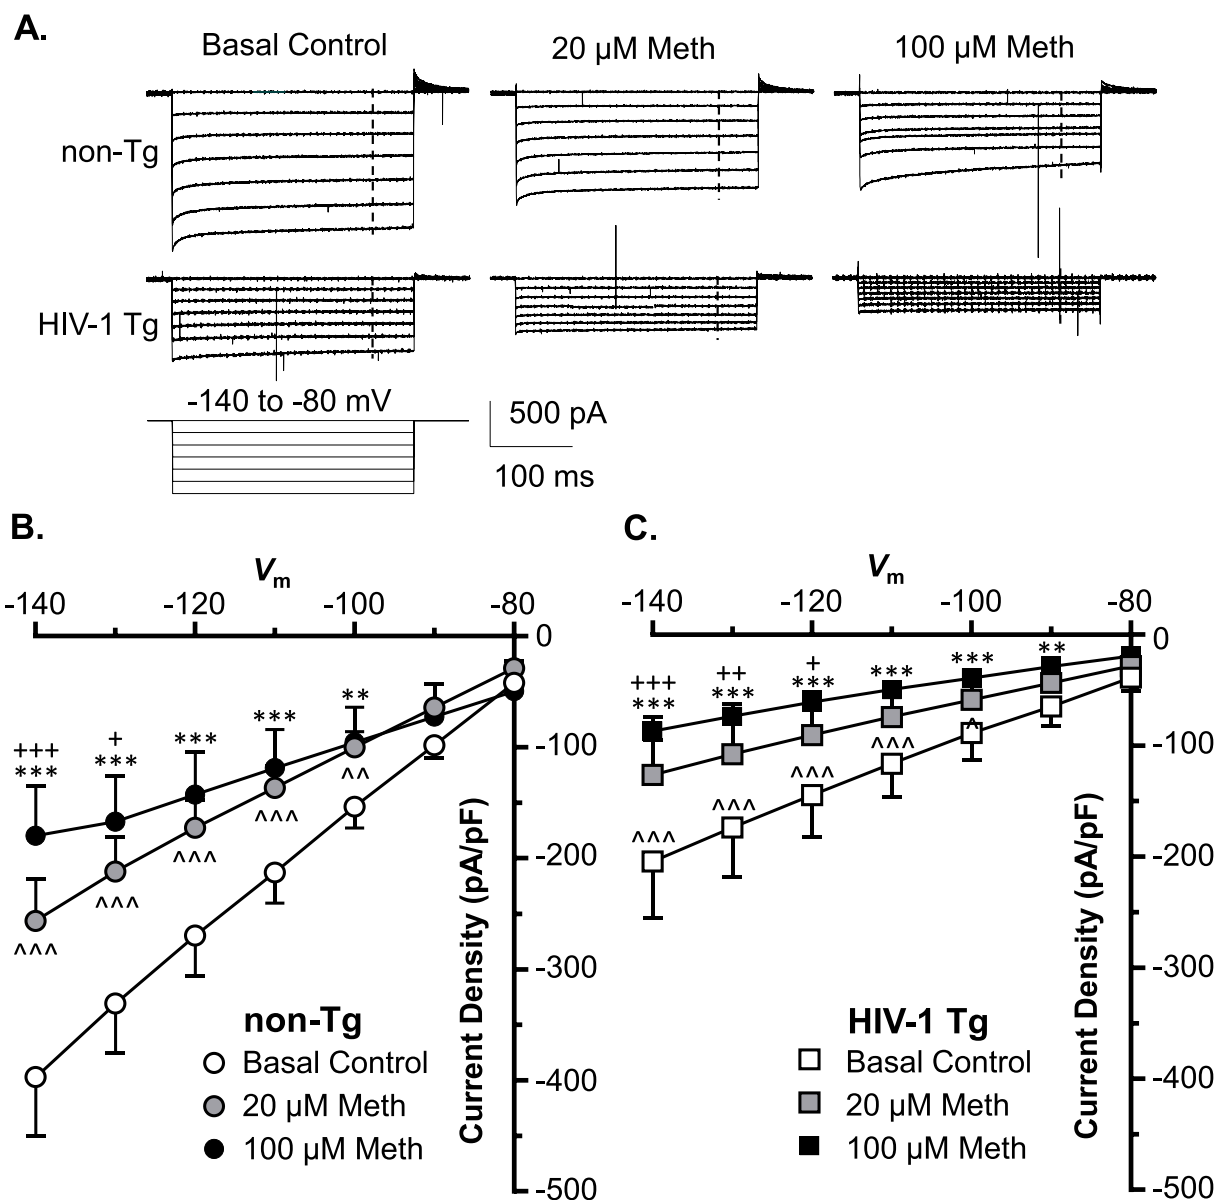 A.
Basal Control 20 µM Meth 100 µM Meth
non-Tg
HIV-1 Tg
-140 to -80 mV
500 pA
100 ms
B.
Vm
-140 -120 -100 -80
0
-100
-200
-300
-400
-500
Current Density (pA/pF)
+++ + ** *** *** *** ***
^^^ ^^^ ^^^ ^^^ ^^
non-Tg
Basal Control
20 µM Meth
100 µM Meth
C.
Vm
-140 -120 -100 -80
0
-100
-200
-300
-400
-500
Current Density (pA/pF)
+++ ++ + *** *** **
*** *** ***
^^^ ^^^ ^^^ ^^^ ^
HIV-1 Tg
Basal Control
20 µM Meth
100 µM Meth